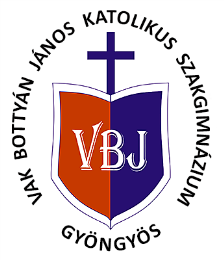 VAK BOTTYÁN JÁNOS KATOLIKUS SZAKGIMNÁZIUM
VBJ
GYÖNGYÖS